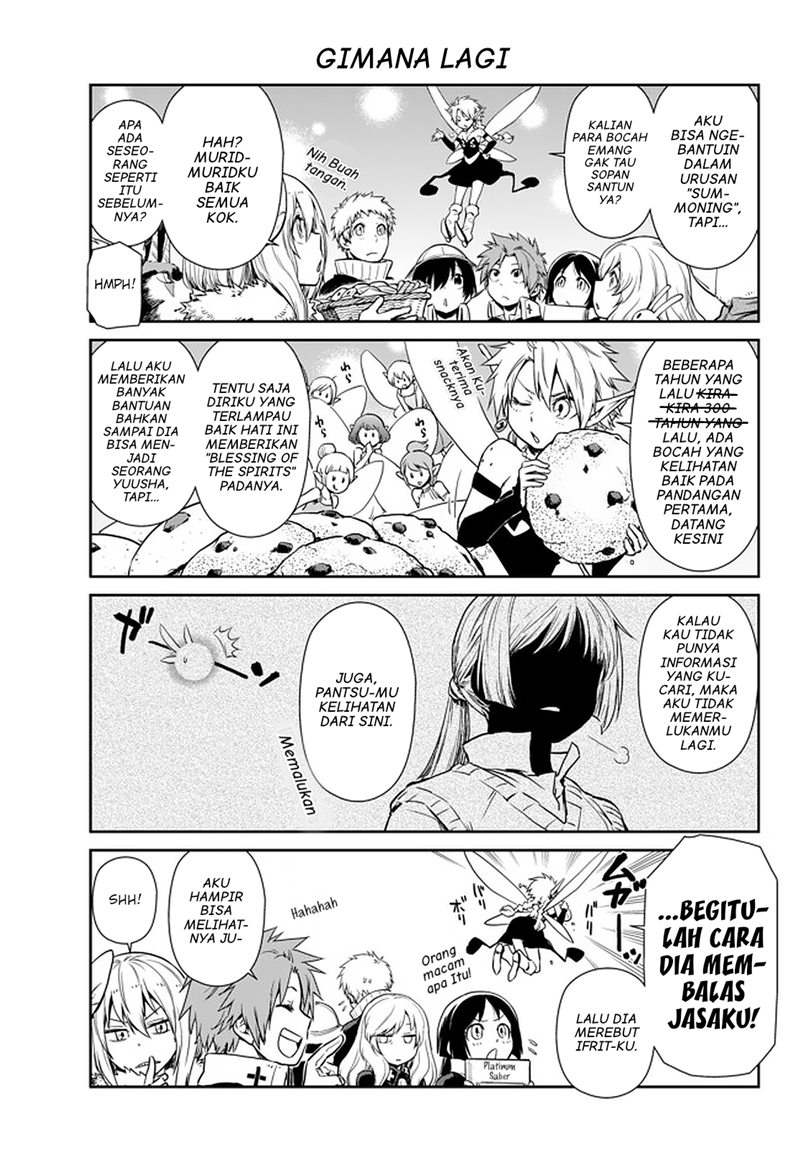 GIMANA LAGI
AKU
BISA NGE-
BANTUIN
DALAM
URUSAN
"SUM-
MONING",
TAPI...
KALIAN
PARA BOCAH
EMANG
GAK TAU
SOPAN
SANTUN
YA?
Nih Buah
tangan.
HAH?
MURID-
MURIDKU
BAIK
SEMUA
KOK.
APA
ADA
SESEO-
RANG
SEPERTI
ITU
SEBELUM-
NYA?
HMPH!
BEBERAPA
TAHUN YANG
LALU KIRA-
KIRA 300
TAHUN YANG
LALU, ADA
BOCAH YANG
KELIHATAN
BAIK PADA
PANDANGAN
PERTAMA,
DATANG
KESINI
Akan Ku-
terima
snacknya
わら
わら
TENTU SAJA
DIRIKU YANG
TERLAMPAU
BAIK HATI INI
MEMBERIKAN
"BLESSING OF
THE SPIRITS"
PADANYA.
LALU AKU
MEMBERIKAN
BANYAK
BANTUAN
BAHKAN
SAMPAI DIA
BISA MEN-
JADI
SEORANG
YUUSHA,
TAPI...
KALAU
KAU TIDAK
PUNYA
INFORMASI
YANG KU-
CARI, MAKA
AKU TIDAK
MEMER-
LUKANMU
LAGI.
JUGA,
PANTSU-MU
KELIHATAN
DARI SINI.
Memalukan
...BEGITU-
LAH CARA
DIA MEM-
BALAS
JASAKU!
ムガー!
LALU DIA
MEREBUT
IFRIT-KU.
Orang
macam
apa Itu!
Hahahah
AKU
HAMPIR
BISA
MELIHAT-
NYA JU-
SHH!
Platinum
Saber